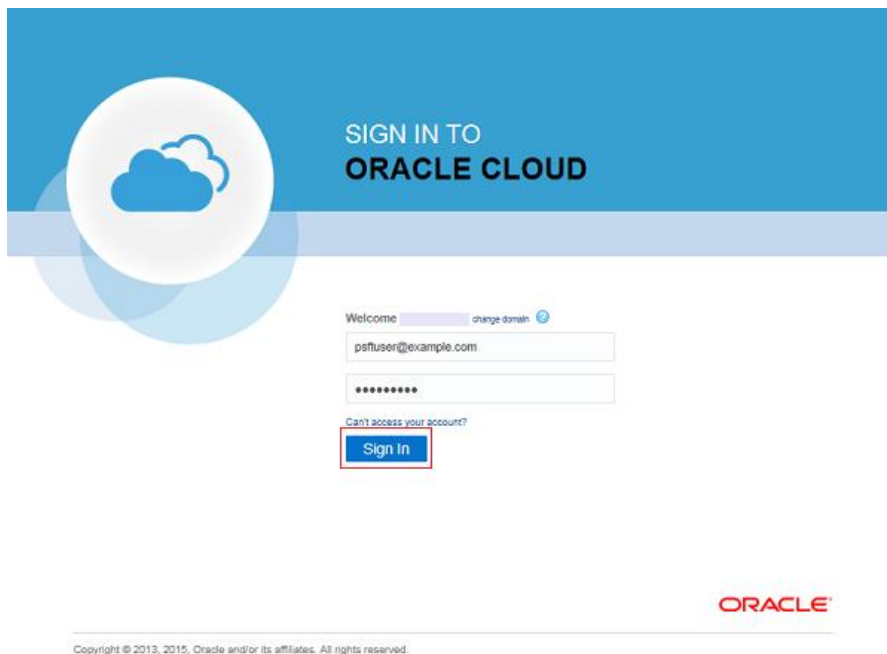 SIGN IN TO
ORACLE CLOUD
Welcome change domain ?
psftuser@example.com
•••••••••
Can't access your account?
Sign In
ORACLE
Copyright © 2013, 2015, Oracle and/or its affiliates. All rights reserved.